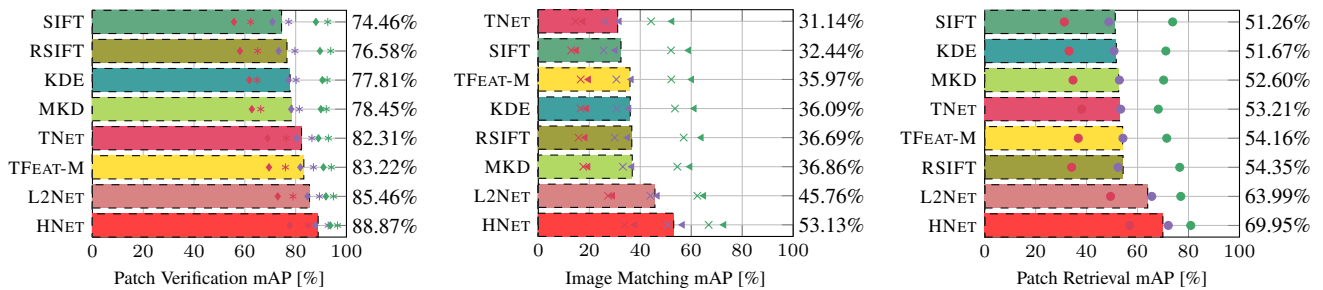 SIFT 74.46%
RSIFT 76.58%
KDE 77.81%
MKD 78.45%
TNET 82.31%
TFEAT-M 83.22%
L2NET 85.46%
HNET 88.87%
0 20 40 60 80 100
Patch Verification mAP [%]
TNET 31.14%
SIFT 32.44%
TFEAT-M 35.97%
KDE 36.09%
RSIFT 36.69%
MKD 36.86%
L2NET 45.76%
HNET 53.13%
0 20 40 60 80 100
Image Matching mAP [%]
SIFT 51.26%
KDE 51.67%
MKD 52.60%
TNET 53.21%
TFEAT-M 54.16%
RSIFT 54.35%
L2NET 63.99%
HNET 69.95%
0 20 40 60 80 100
Patch Retrieval mAP [%]